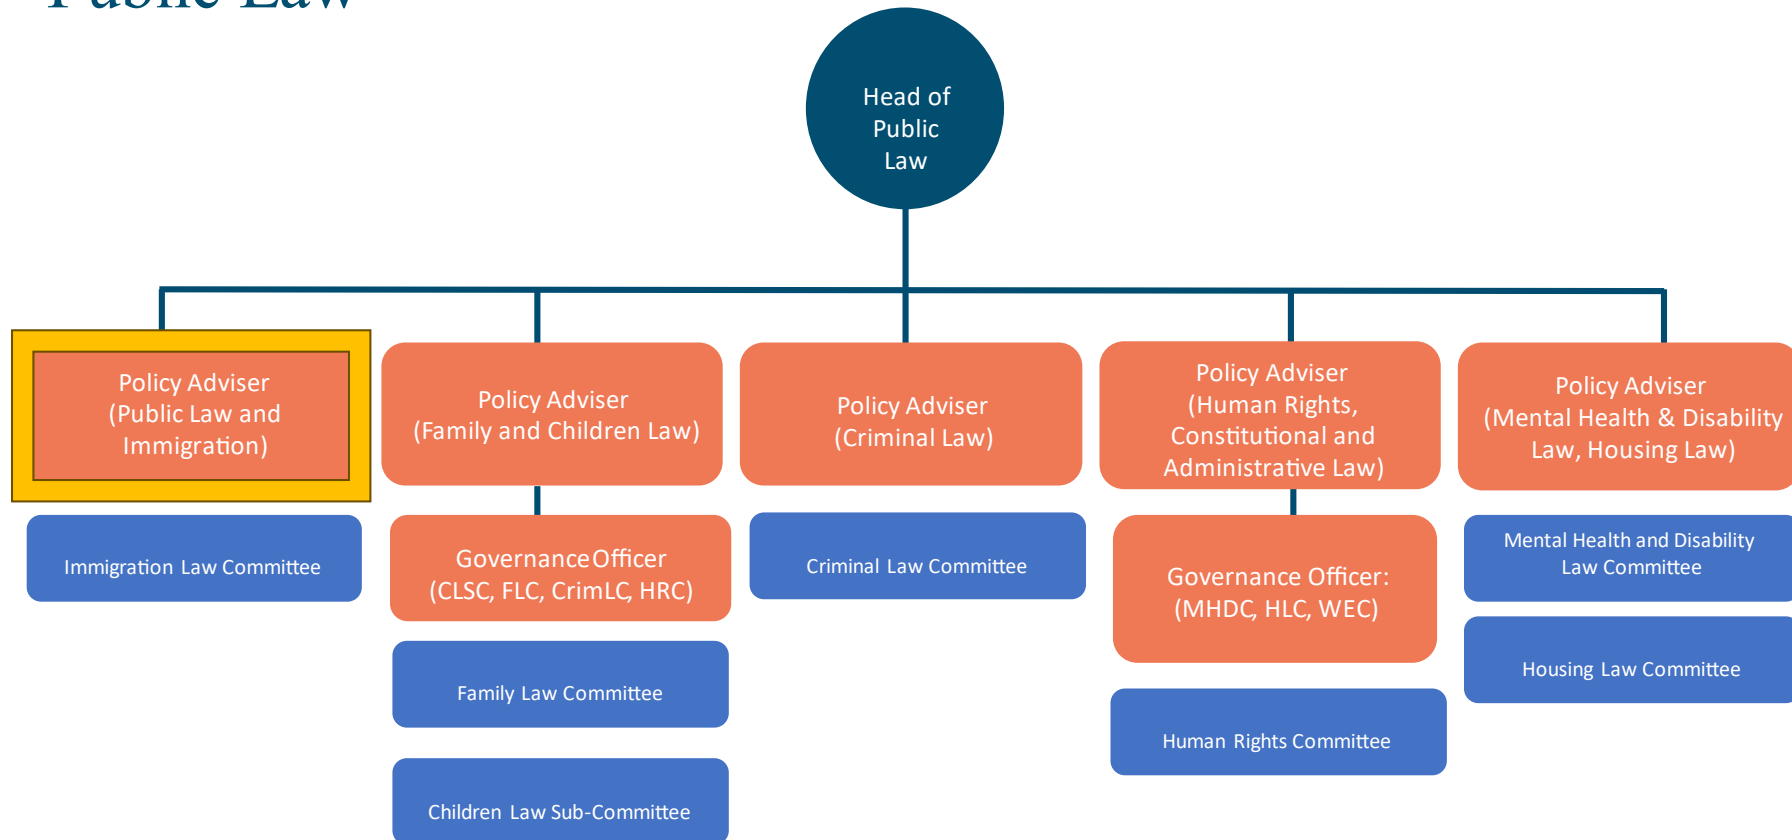 Public Law
Head of
Public
Law
Policy Adviser
(Public Law and
Immigration)
Policy Adviser
(Family and Children Law)
Policy Adviser
(Criminal Law)
Policy Adviser
(Human Rights,
Constitutional and
Administrative Law)
Policy Adviser
(Mental Health & Disability
Law, Housing Law)
Immigration Law Committee
Governance Officer
(CLSC, FLC, CrimLC, HRC)
Criminal Law Committee
Governance Officer:
(MHDC, HLC, WEC)
Mental Health and Disability
Law Committee
Family Law Committee
Housing Law Committee
Human Rights Committee
Children Law Sub-Committee